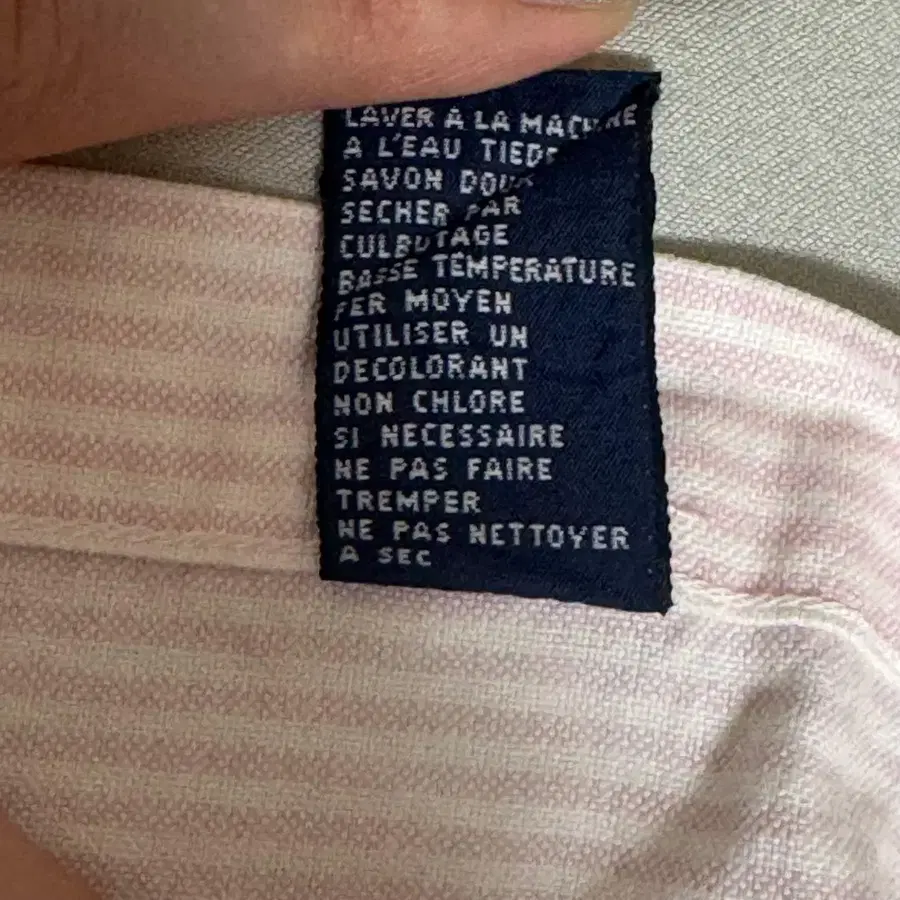 LAVER A LA MACHINE
A L'EAU TIEDE
SAVON DOUX
SECHER PAR
CULBUTAGE
BASSE TEMPERATURE
FER MOYEN
UTILISER UN
DECOLORANT
NON CHLORE
SI NECESSAIRE
NE PAS FAIRE
TREMPER
NE PAS NETTOYER
A SEC